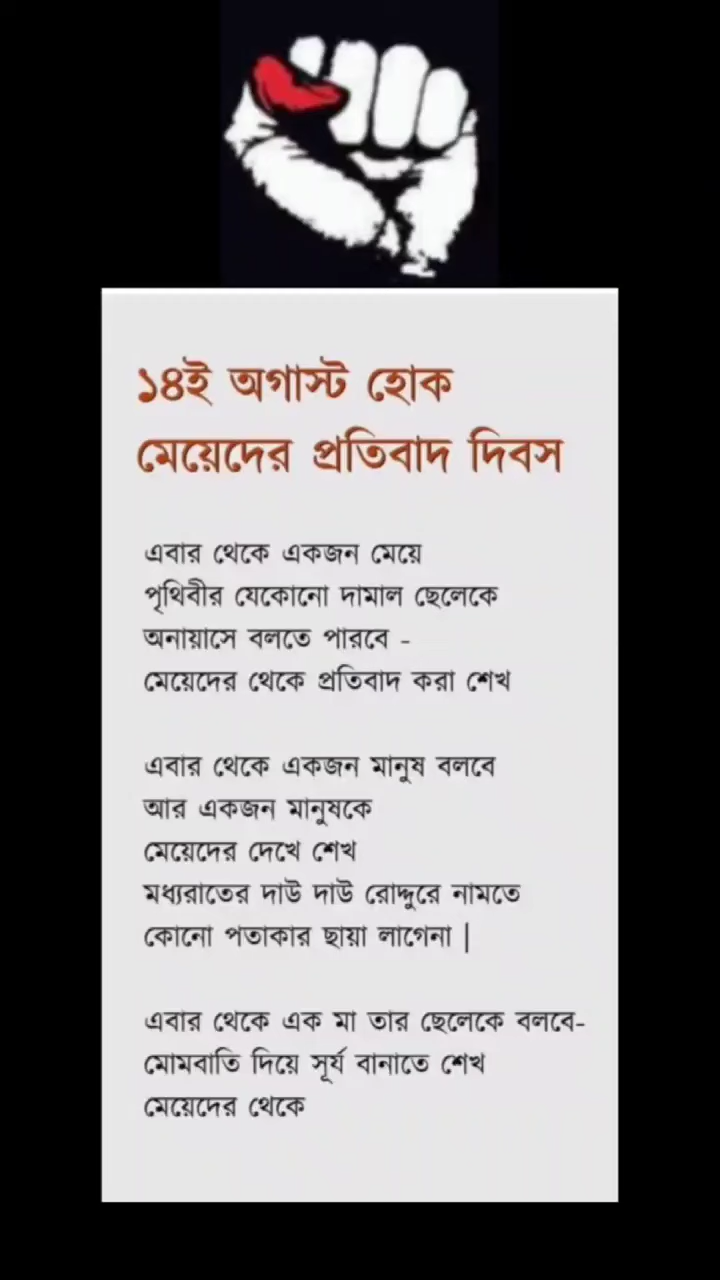 ১৪ই অগাস্ট হোক
মেয়েদের প্রতিবাদ দিবস
এবার থেকে একজন মেয়ে
পৃথিবীর যেকোনো দামাল ছেলেকে
অনায়াসে বলতে পারবে -
মেয়েদের থেকে প্রতিবাদ করা শেখ
এবার থেকে একজন মানুষ বলবে
আর একজন মানুষকে
মেয়েদের দেখে শেখ
মধ্যরাতের দাউ দাউ রোদ্দুরে নামতে
কোনো পতাকার ছায়া লাগেনা |
এবার থেকে এক মা তার ছেলেকে বলবে-
মোমবাতি দিয়ে সূর্য বানাতে শেখ
মেয়েদের থেকে